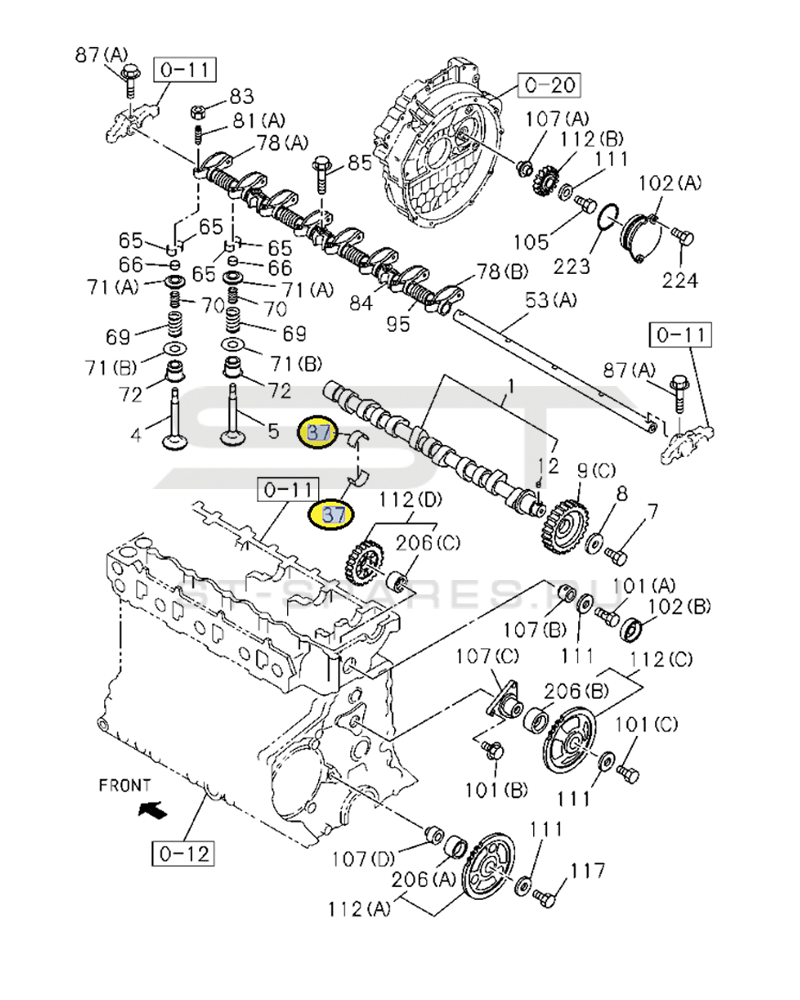 87(A)
0-11
83
81(A)
78(A)
85
0-20
107(A)
112(B)
111
102(A)
105
223
224
65
65
65
65
66
66
71(A)
71(A)
70
70
69
69
71(B)
71(B)
72
72
4
5
84
95
78(B)
53(A)
0-11
87(A)
1
12
37
37
9(C)
8
7
0-11
112(D)
206(C)
101(A)
102(B)
107(B)
111
107(C)
112(C)
206(B)
101(C)
101(B)
111
FRONT
0-12
107(D)
206(A)
112(A)
111
117
ST
ST-SPARES.RU